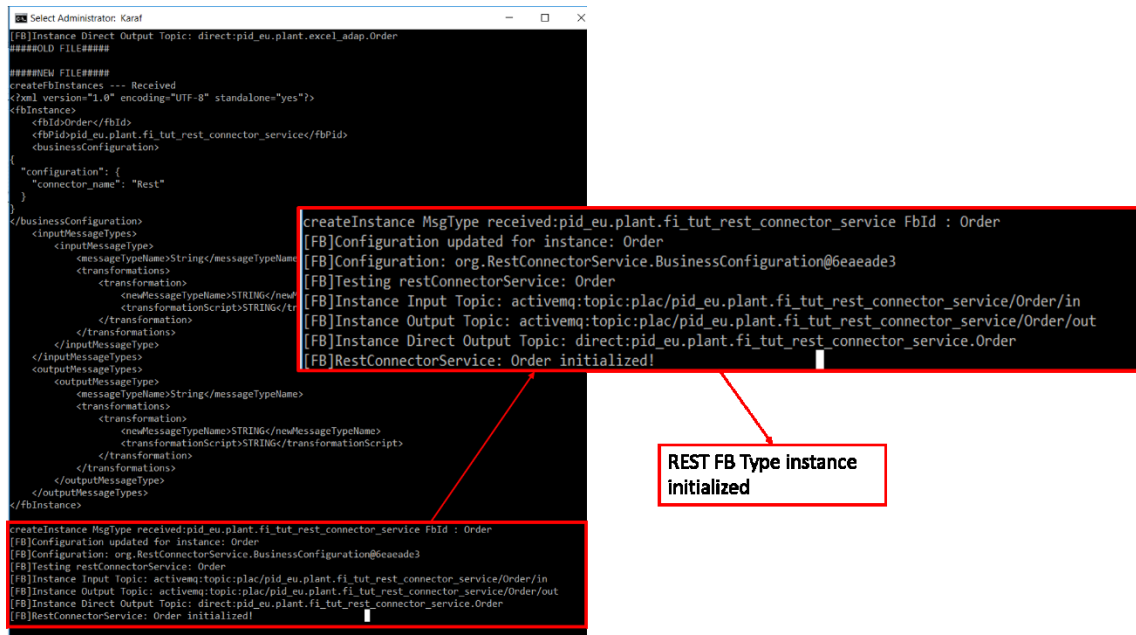 Select Administrator: Karaf
[FB]Instance Direct Output Topic: direct:pid_eu.plant.excel_adap.Order
#####OLD FILE#####
#####NEW FILE#####
createFbInstances --- Received
<?xml version="1.0" encoding="UTF-8" standalone="yes"?>
<fbInstance>
    <fbId>Order</fbId>
    <fbPid>pid_eu.plant.fi_tut_rest_connector_service</fbPid>
    <businessConfiguration>
{
  "configuration": {
    "connector_name": "Rest"
  }
}
</businessConfiguration>
    <inputMessageTypes>
        <inputMessageType>
            <messageTypeName>String</messageTypeName
            <transformations>
                <transformation>
                    <newMessageTypeName>STRING</newM
                    <transformationScript>STRING</tr
                </transformation>
            </transformations>
        </inputMessageType>
    </inputMessageTypes>
    <outputMessageTypes>
        <outputMessageType>
            <messageTypeName>String</messageTypeName>
            <transformations>
                <transformation>
                    <newMessageTypeName>STRING</newMessageTypeName>
                    <transformationScript>STRING</transformationScript>
                </transformation>
            </transformations>
        </outputMessageType>
    </outputMessageTypes>
</fbInstance>
createInstance MsgType received:pid_eu.plant.fi_tut_rest_connector_service FbId : Order
[FB]Configuration updated for instance: Order
[FB]Configuration: org.RestConnectorService.BusinessConfiguration@6eaeade3
[FB]Testing restConnectorService: Order
[FB]Instance Input Topic: activemq:topic:plac/pid_eu.plant.fi_tut_rest_connector_service/Order/in
[FB]Instance Output Topic: activemq:topic:plac/pid_eu.plant.fi_tut_rest_connector_service/Order/out
[FB]Instance Direct Output Topic: direct:pid_eu.plant.fi_tut_rest_connector_service.Order
[FB]RestConnectorService: Order initialized!
createInstance MsgType received:pid_eu.plant.fi_tut_rest_connector_service FbId : Order
[FB]Configuration updated for instance: Order
[FB]Configuration: org.RestConnectorService.BusinessConfiguration@6eaeade3
[FB]Testing restConnectorService: Order
[FB]Instance Input Topic: activemq:topic:plac/pid_eu.plant.fi_tut_rest_connector_service/Order/in
[FB]Instance Output Topic: activemq:topic:plac/pid_eu.plant.fi_tut_rest_connector_service/Order/out
[FB]Instance Direct Output Topic: direct:pid_eu.plant.fi_tut_rest_connector_service.Order
[FB]RestConnectorService: Order initialized!
REST FB Type instance
initialized